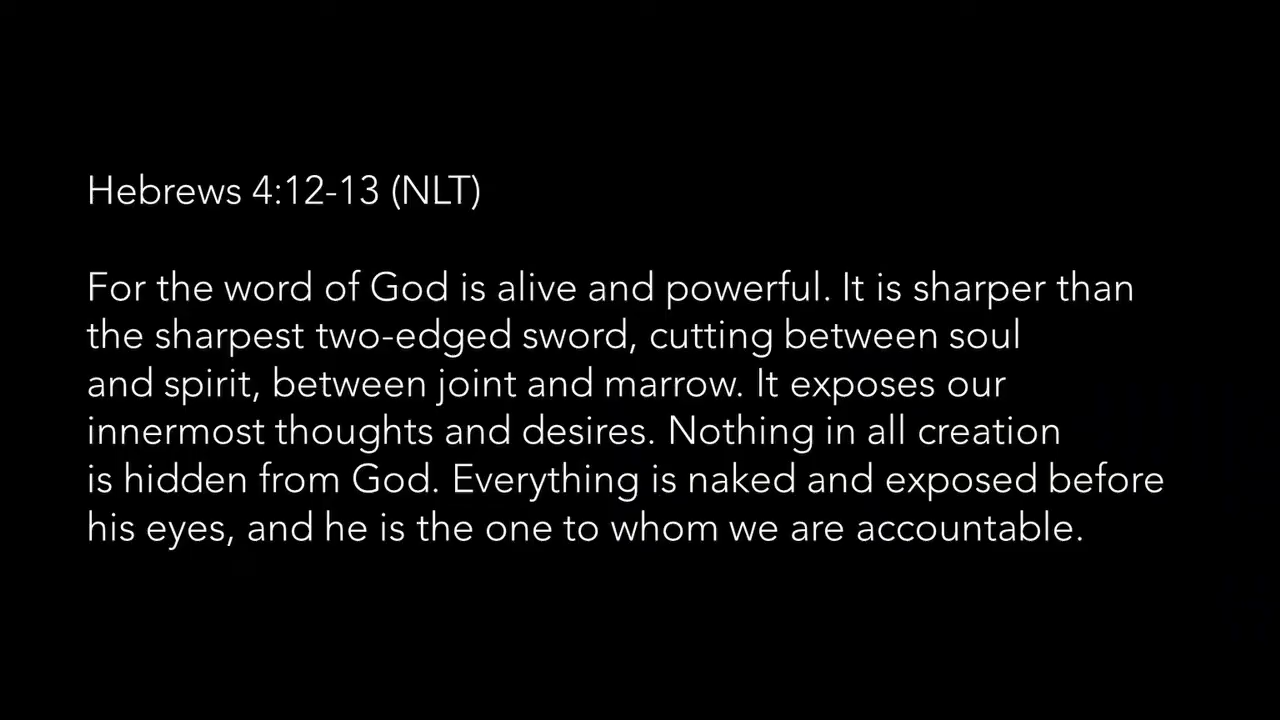 Hebrews 4:12-13 (NLT)
For the word of God is alive and powerful. It is sharper than
the sharpest two-edged sword, cutting between soul
and spirit, between joint and marrow. It exposes our
innermost thoughts and desires. Nothing in all creation
is hidden from God. Everything is naked and exposed before
his eyes, and he is the one to whom we are accountable.